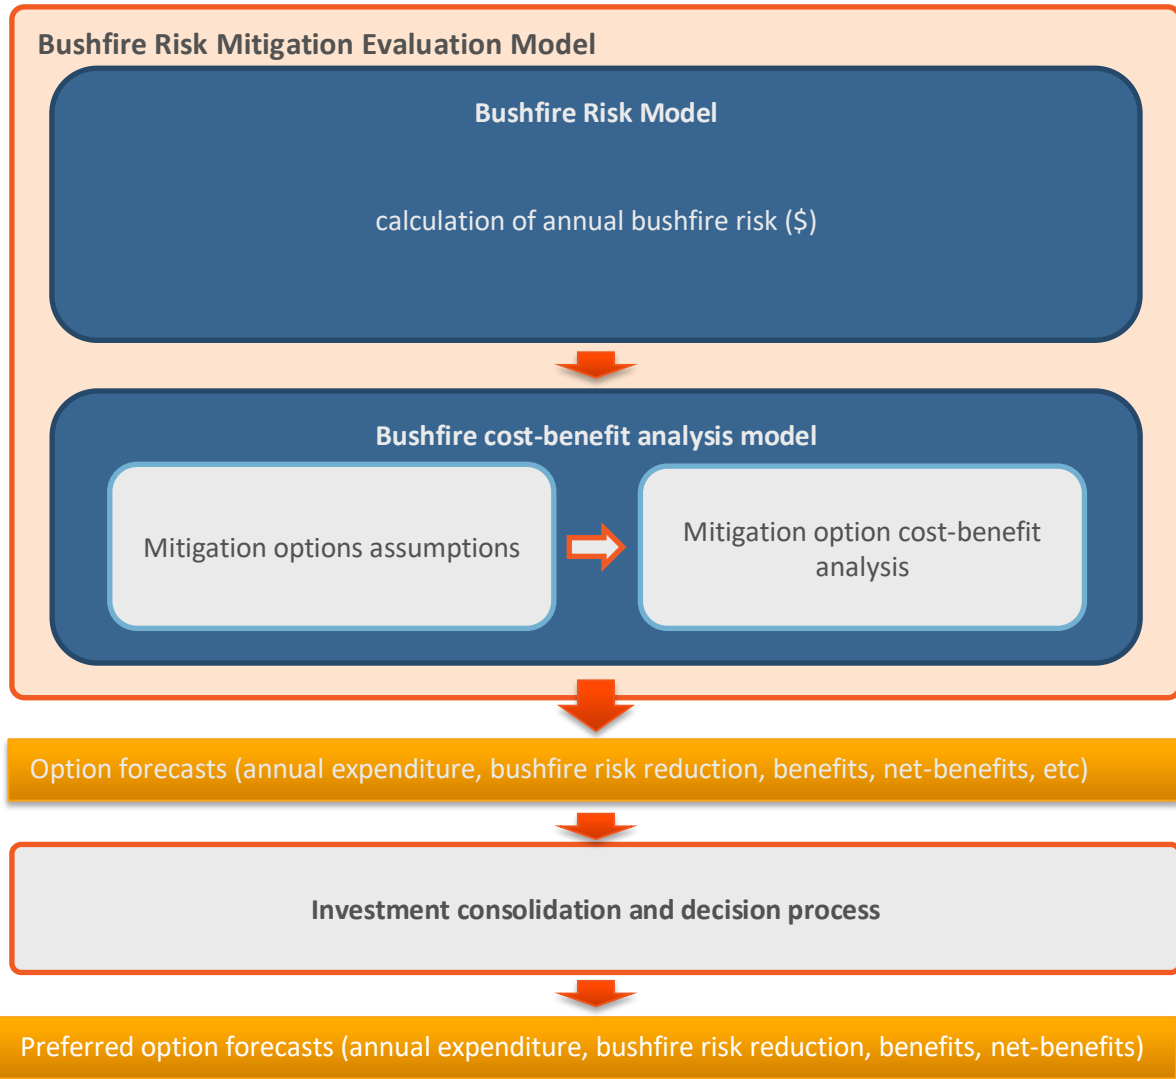 Bushfire Risk Mitigation Evaluation Model
Bushfire Risk Model
calculation of annual bushfire risk ($)
Bushfire cost-benefit analysis model
Mitigation options assumptions
Mitigation option cost-benefit
analysis
Option forecasts (annual expenditure, bushfire risk reduction, benefits, net-benefits, etc)
Investment consolidation and decision process
Preferred option forecasts (annual expenditure, bushfire risk reduction, benefits, net-benefits)